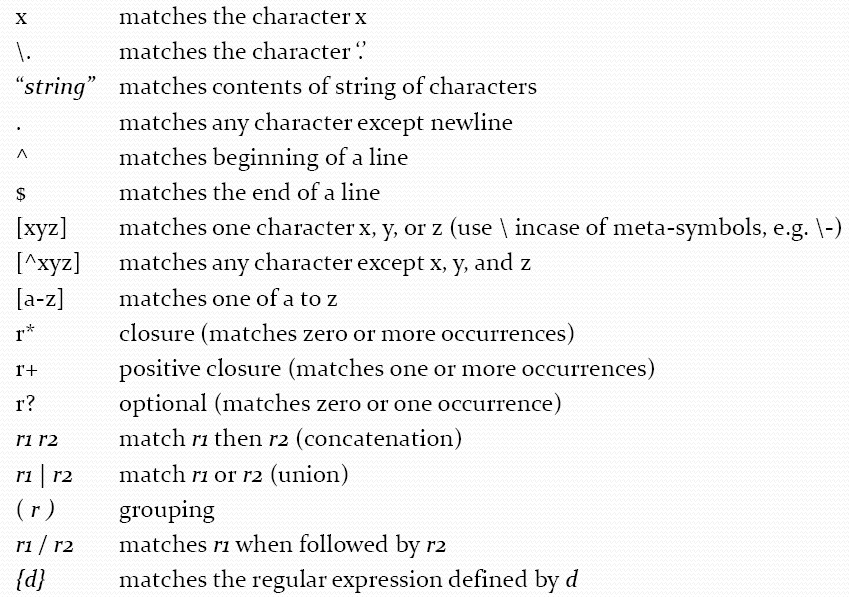 x matches the character x
\. matches the character ‘.’
“string” matches contents of string of characters
. matches any character except newline
^ matches beginning of a line
$ matches the end of a line
[xyz] matches one character x, y, or z (use \ incase of meta-symbols, e.g. \-)
[^xyz] matches any character except x, y, and z
[a-z] matches one of a to z
r* closure (matches zero or more occurrences)
r+ positive closure (matches one or more occurrences)
r? optional (matches zero or one occurrence)
r1 r2 match r1 then r2 (concatenation)
r1 | r2 match r1 or r2 (union)
( r ) grouping
r1 / r2 matches r1 when followed by r2
{d} matches the regular expression defined by d